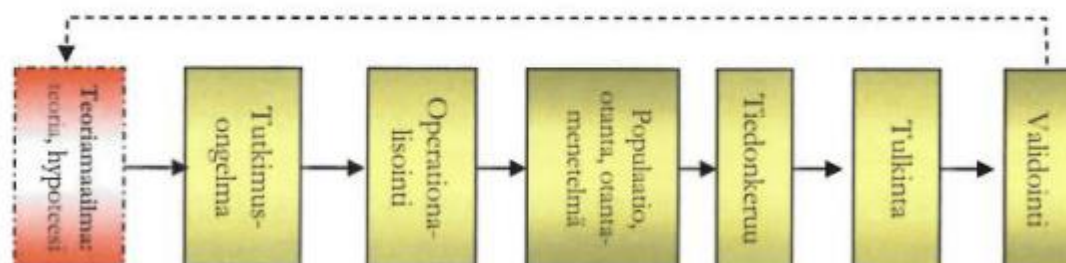 Teoriamaailma:
teoria, hypoteesi
Tutkimus-
ongelma
Operationa-
lisointi
Populaatio,
otanta, otanta-
menetelmä
Tiedonkeruu
Tulkinta
Validointi